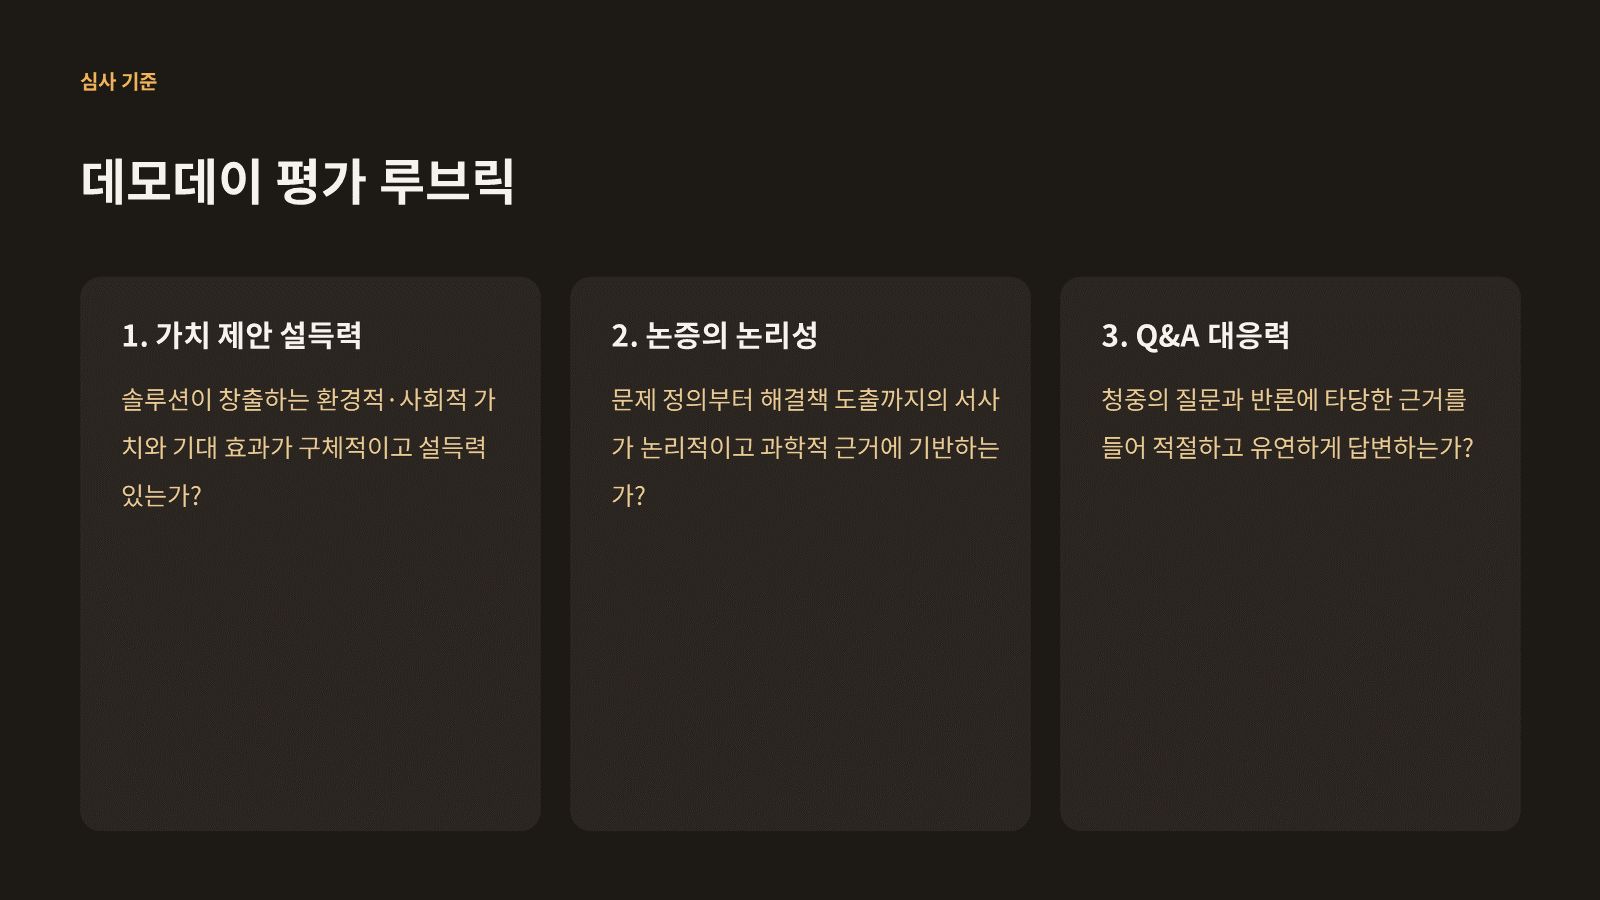 심사 기준
데모데이 평가 루브릭
1. 가치 제안 설득력
솔루션이 창출하는 환경적·사회적 가
치와 기대 효과가 구체적이고 설득력
있는가?
2. 논증의 논리성
문제 정의부터 해결책 도출까지의 서사
가 논리적이고 과학적 근거에 기반하는
가?
3. Q&A 대응력
청중의 질문과 반론에 타당한 근거를
들어 적절하고 유연하게 답변하는가?